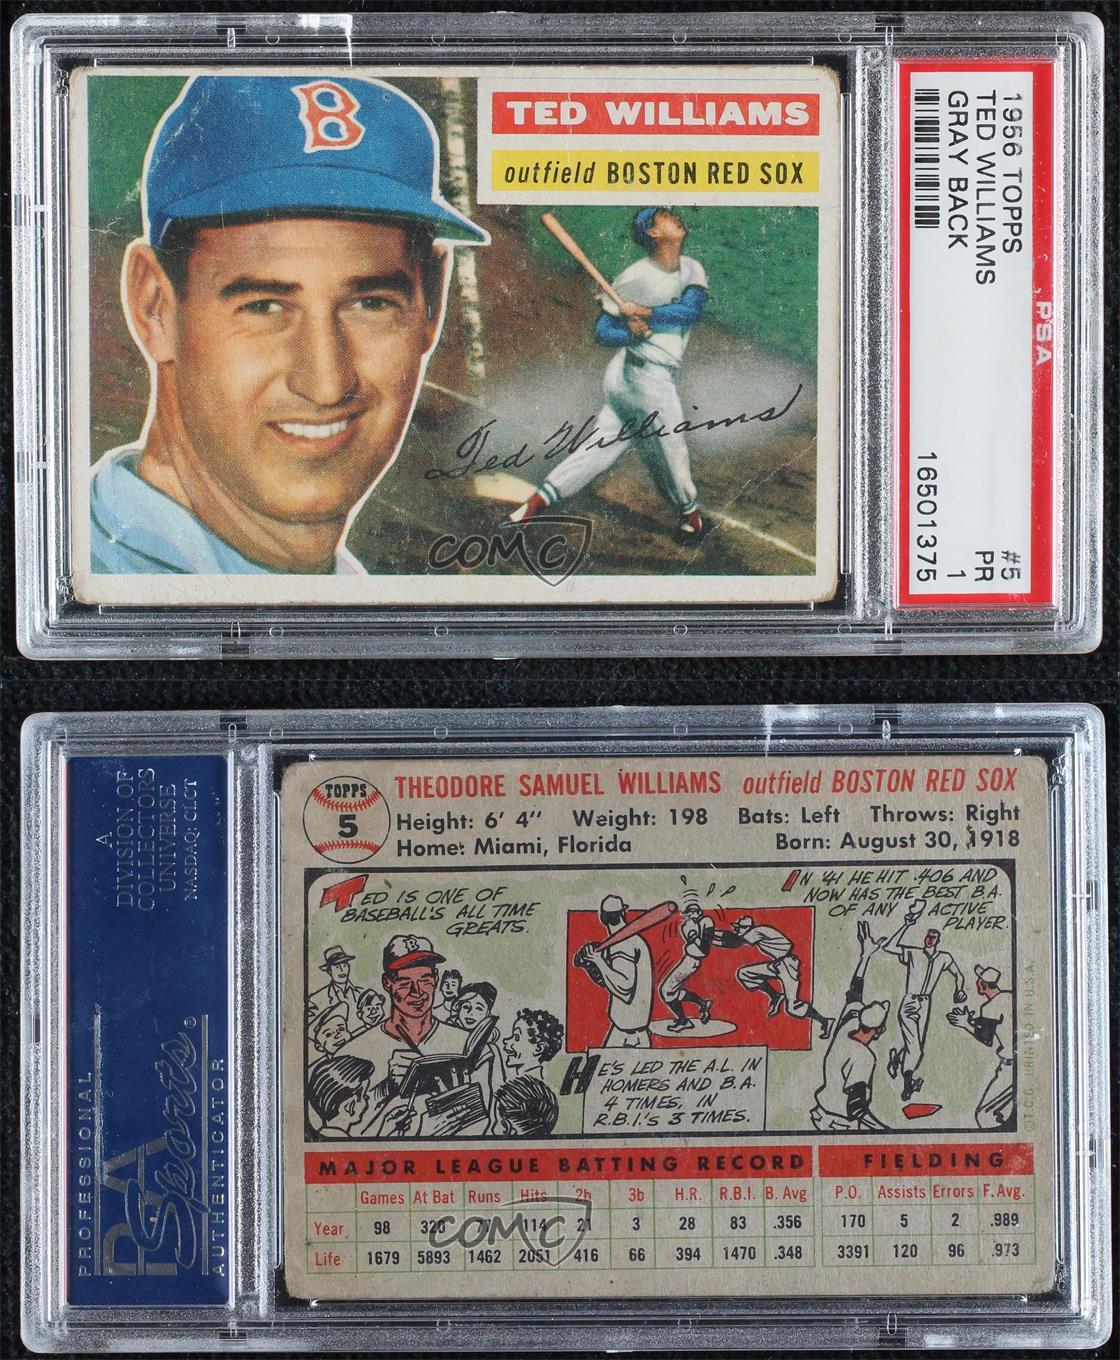 B
TED WILLIAMS
outfield BOSTON RED SOX
Ted Williams
COMC
1956 TOPPS
TED WILLIAMS
GRAY BACK
#5
PR
1
16501375
PSA
A
DIVISION OF
COLLECTORS
UNIVERSE
NASDAQ: CLCT
PROFESSIONAL
PSA
Sports®
AUTHENTICATOR
TOPPS
5
THEODORE SAMUEL WILLIAMS outfield BOSTON RED SOX
Height: 6' 4" Weight: 198 Bats: Left Throws: Right
Home: Miami, Florida Born: August 30, 1918
TED IS ONE OF
BASEBALL'S ALL TIME
GREATS.
B
HE'S LED THE A.L. IN
HOMERS AND B.A.
4 TIMES, IN
R.B.I.'S 3 TIMES.
IN '41 HE HIT .406 AND
NOW HAS THE BEST B.A.
OF ANY ACTIVE
PLAYER.
© T.C.G. PRINTED IN U.S.A.
MAJOR LEAGUE BATTING RECORD FIELDING
Games At Bat Runs Hits 2b 3b H.R. R.B.I. B. Avg P.O. Assists Errors F. Avg.
Year 98 320 77 114 21 3 28 83 .356 170 5 2 .989
Life 1679 5893 1462 2051 416 66 394 1470 .348 3391 120 96 .973
COMC